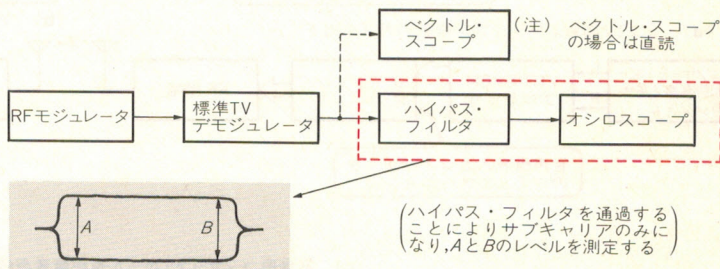 ベクトル・
スコープ
(注) ベクトル・スコープ
の場合は直読
RFモジュレータ
標準TV
デモジュレータ
ハイパス・
フィルタ
オシロスコープ
A
B
(ハイパス・フィルタを通過する
ことによりサブキャリアのみに
なり,AとBのレベルを測定する)